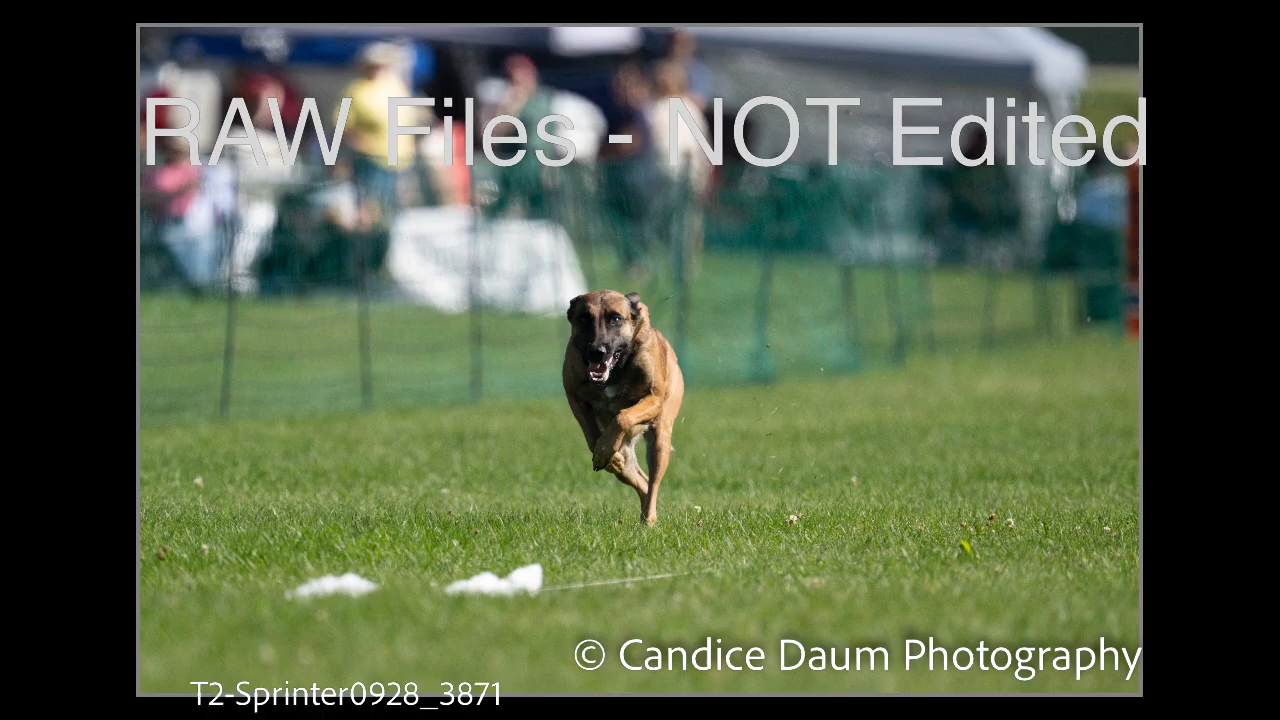 RAW Files - NOT Edited
© Candice Daum Photography
T2-Sprinter0928_3871